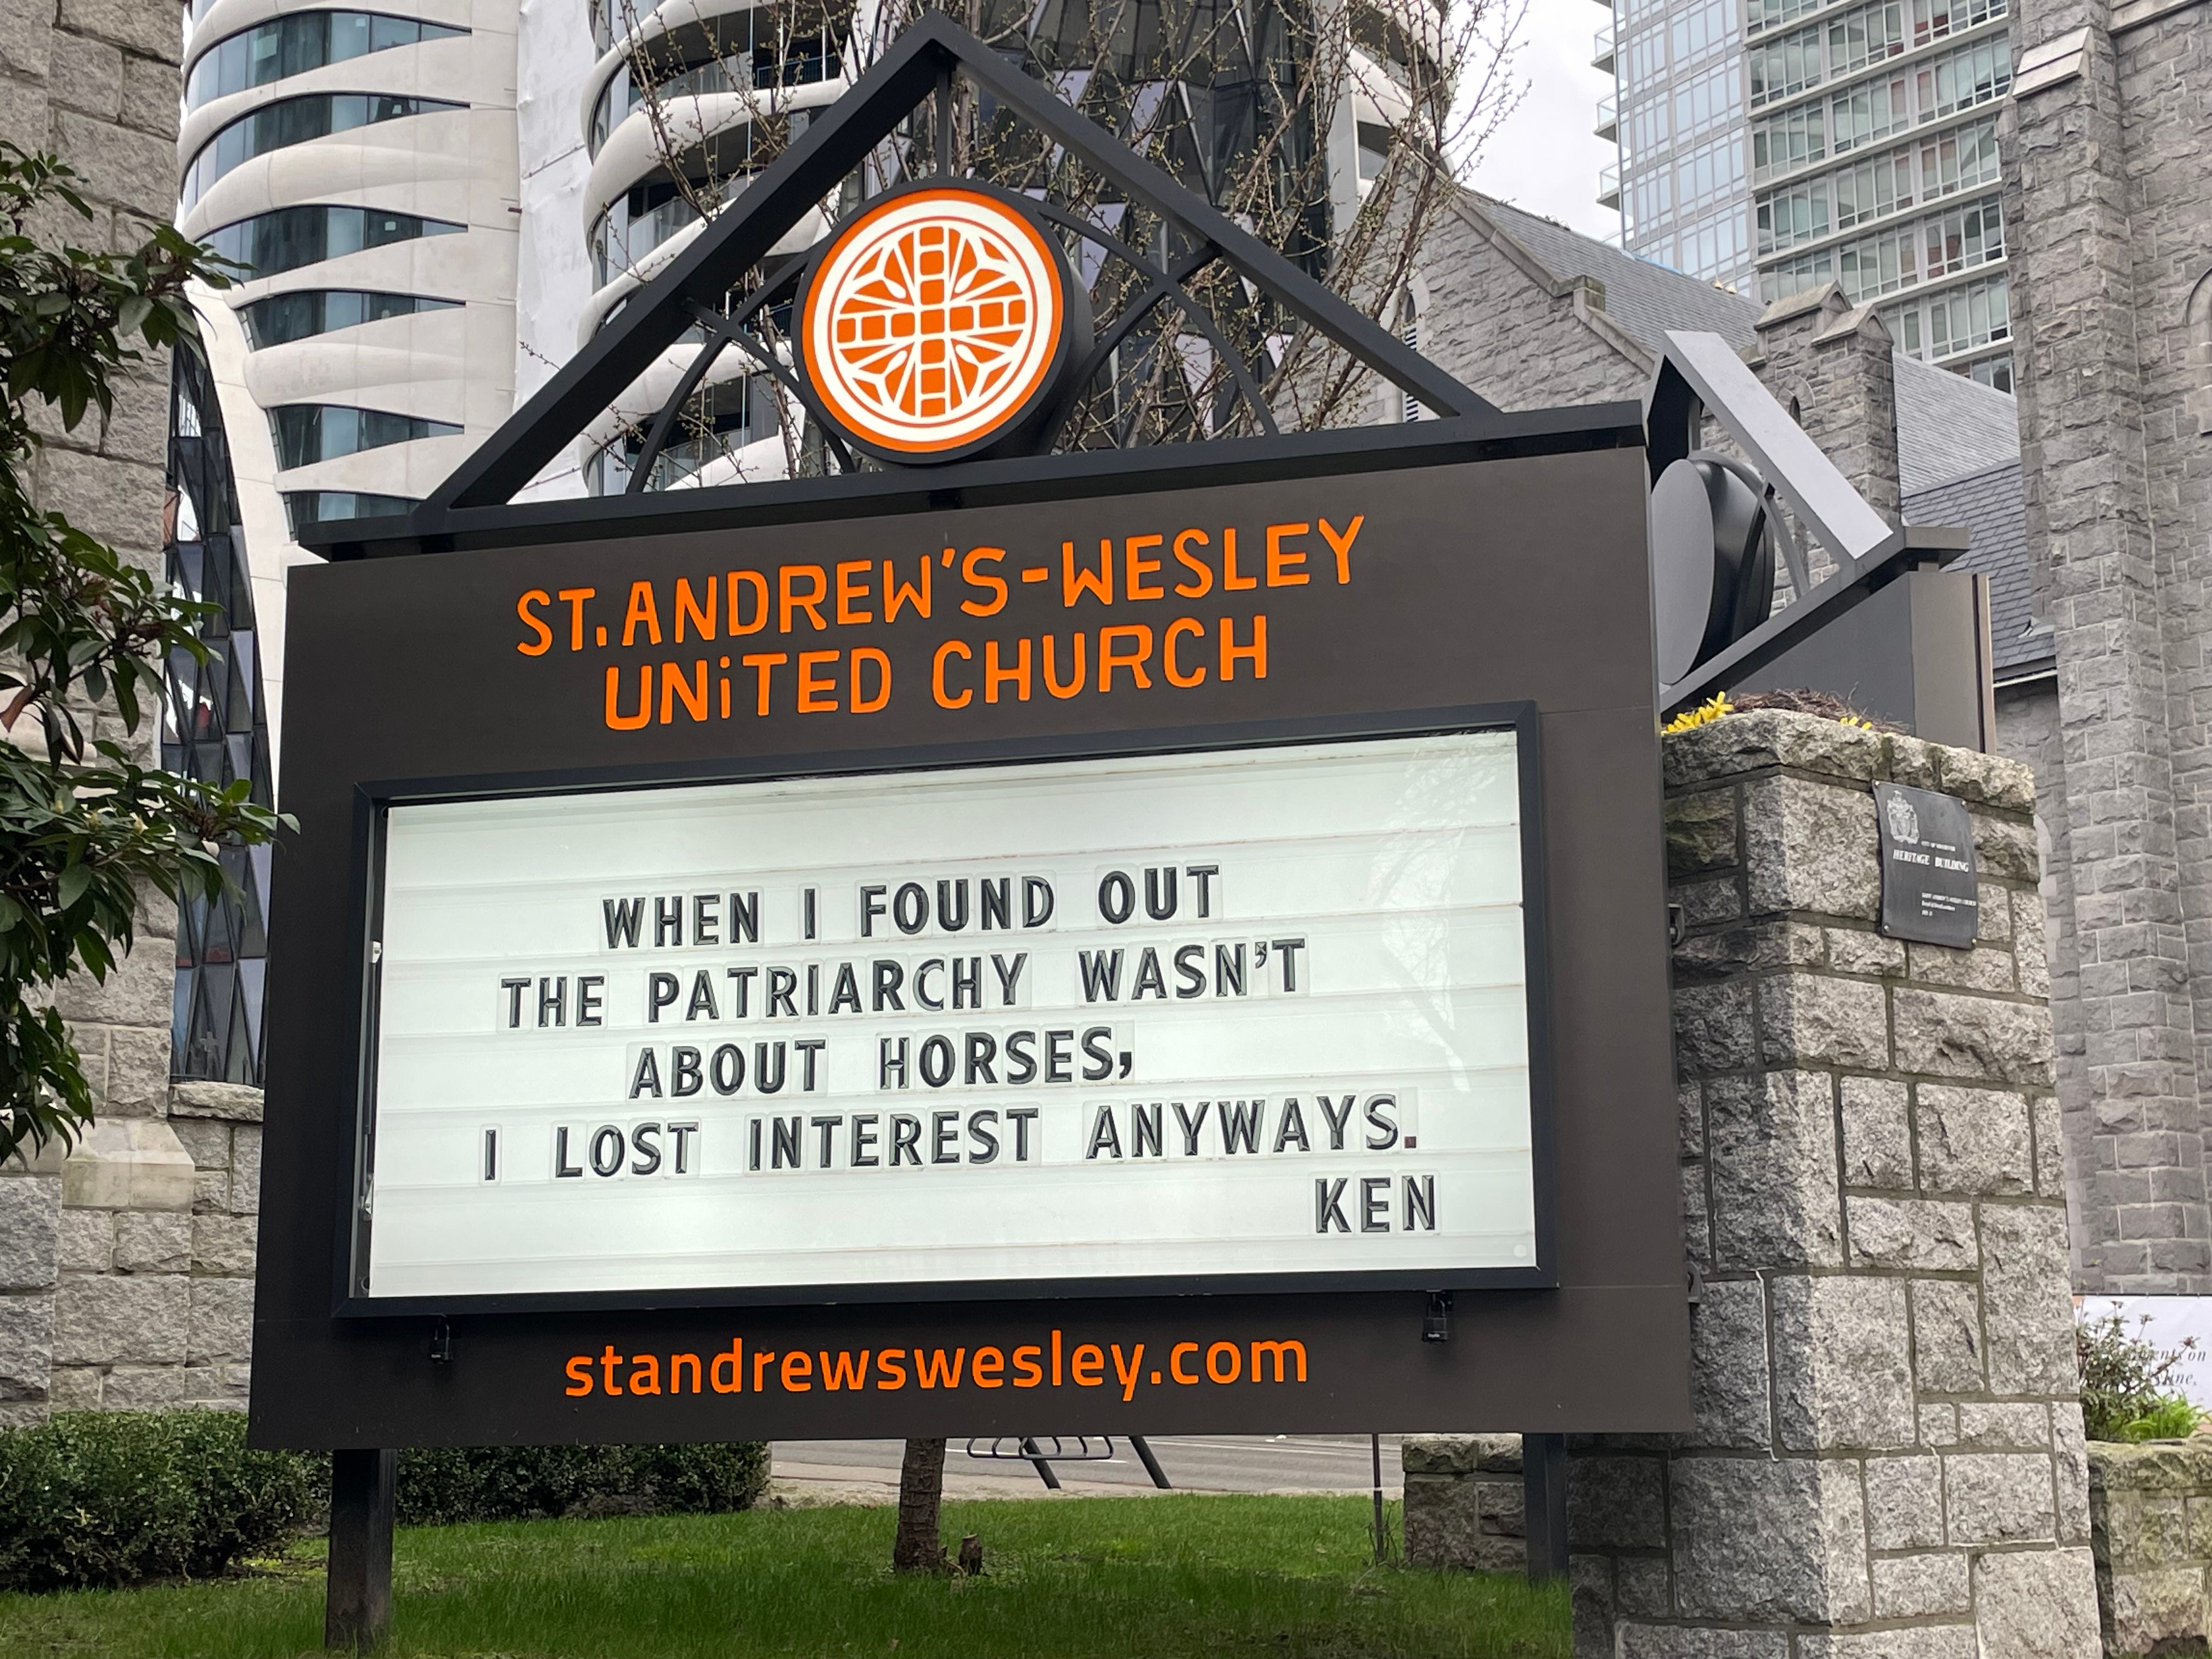 ST. ANDREW'S-WESLEY
UNiTED CHURCH
WHEN I FOUND OUT
THE PATRIARCHY WASN'T
ABOUT HORSES,
I LOST INTEREST ANYWAYS.
KEN
standrewswesley.com
HERITAGE BUILDING